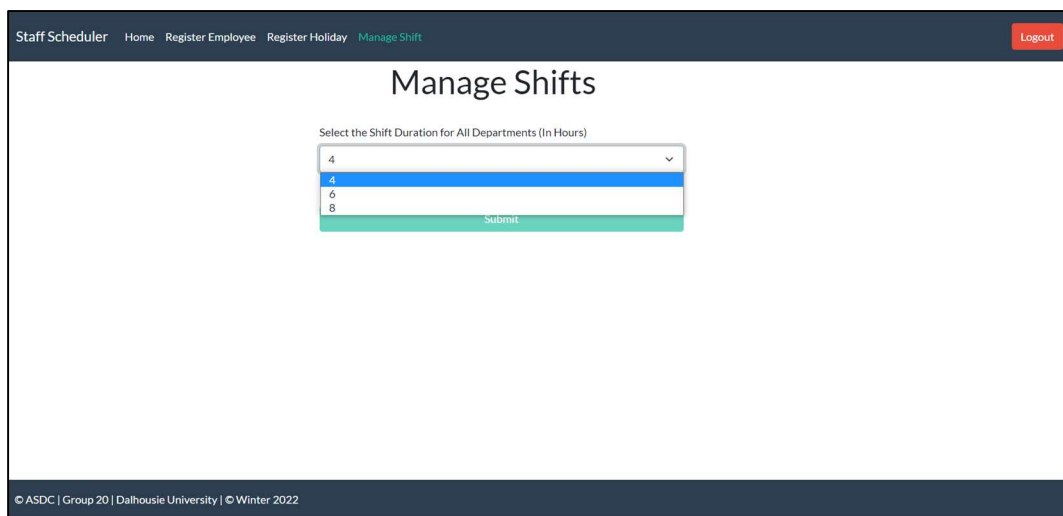 Staff Scheduler Home Register Employee Register Holiday Manage Shift Logout
Manage Shifts
Select the Shift Duration for All Departments (In Hours)
4
4
6
8
Submit
© ASDC | Group 20 | Dalhousie University | © Winter 2022